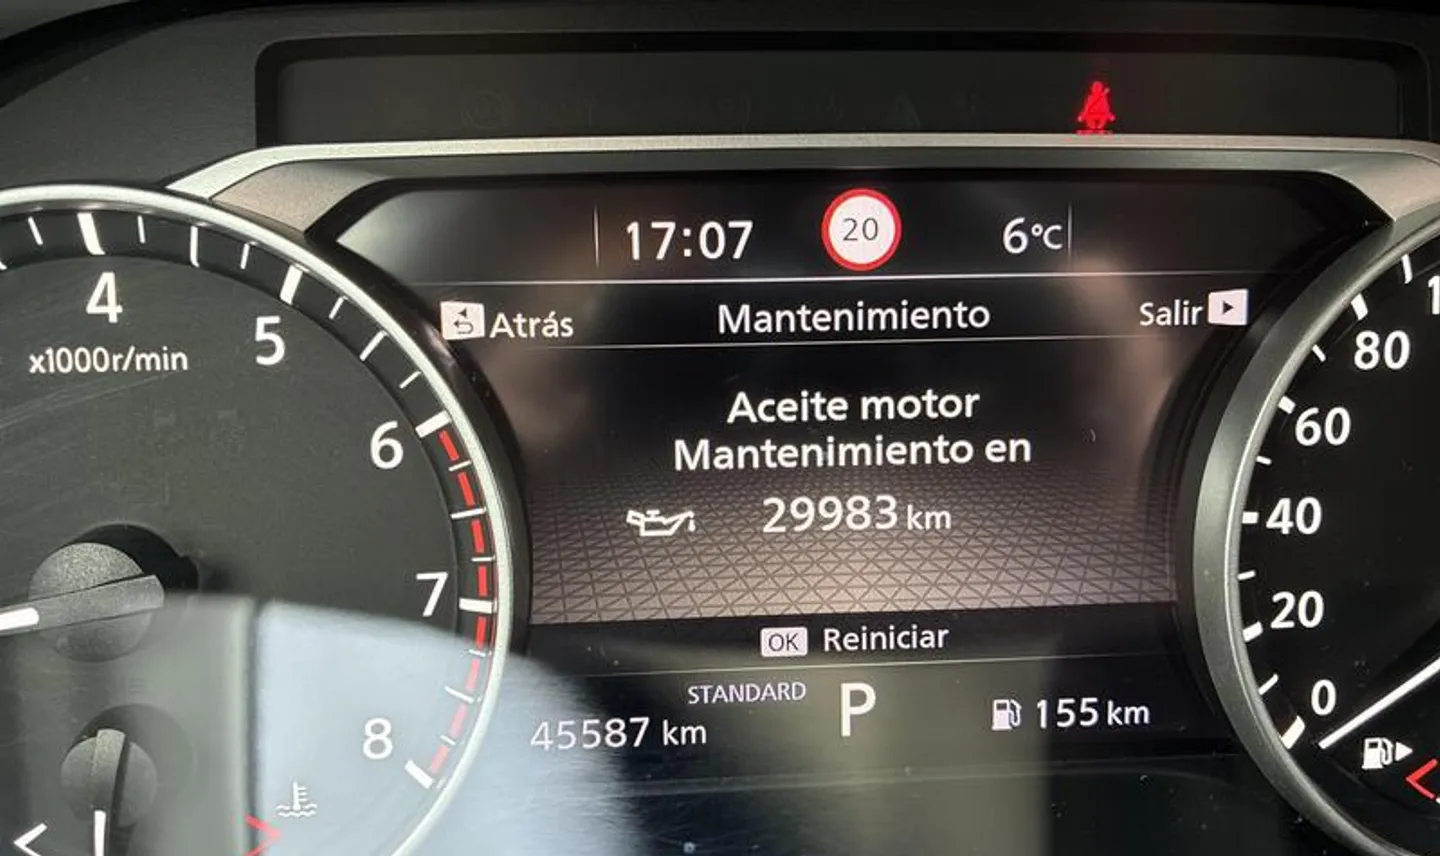 17:07 20 6°C
Atrás Mantenimiento Salir
Aceite motor
Mantenimiento en
29983 km
OK Reiniciar
STANDARD
45587 km P 155 km
4
5
x1000r/min
6
7
8
80
60
40
20
0